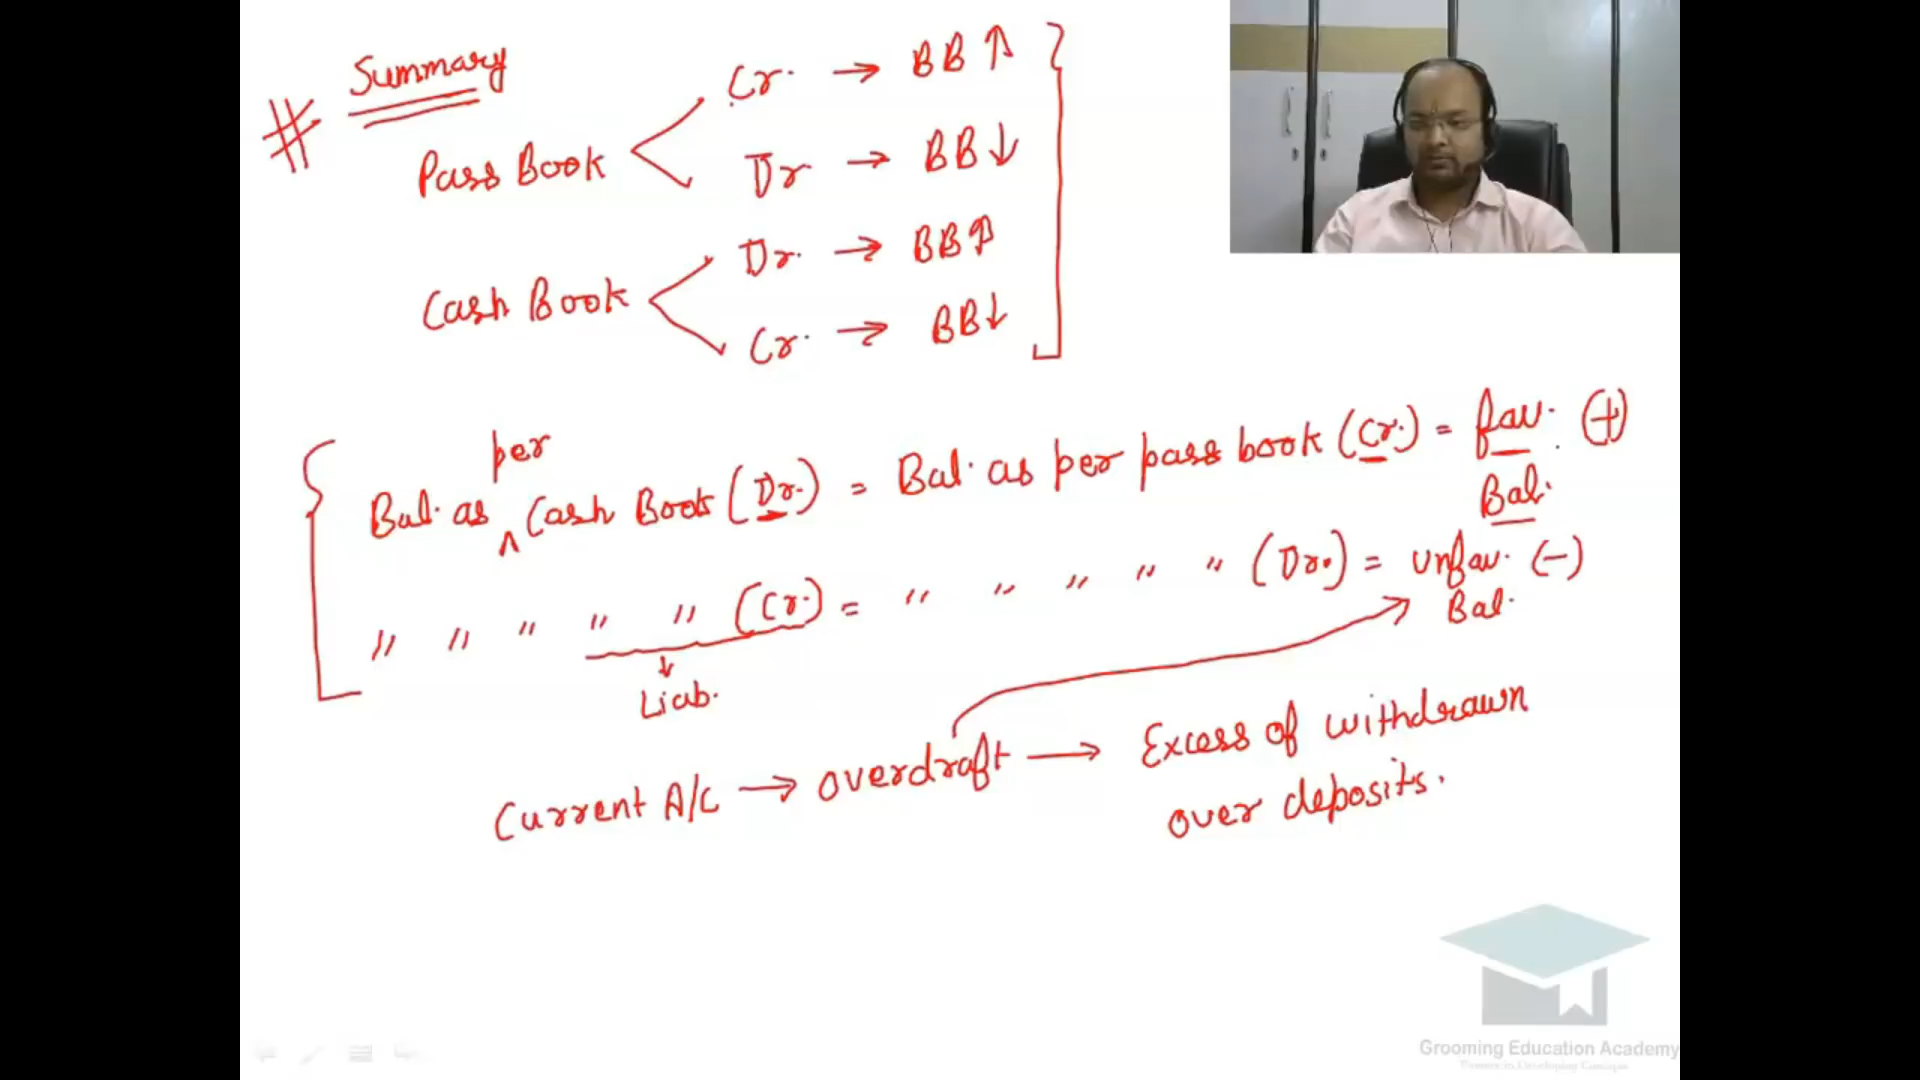 # Summary
Pass Book
Cr. → BB ↑
Dr → BB ↓
Cash Book
Dr. → BB ↑
Cr. → BB ↓
Bal. as per Cash Book (Dr.) = Bal. as per pass book (Cr.) = fav. Bal. (+)
" " " " " (Cr.) = " " " " " (Dr.) = unfav. Bal. (-)
↓
Liab.
Current A/C → overdraft → Excess of withdrawn
over deposits.
Grooming Education Academy